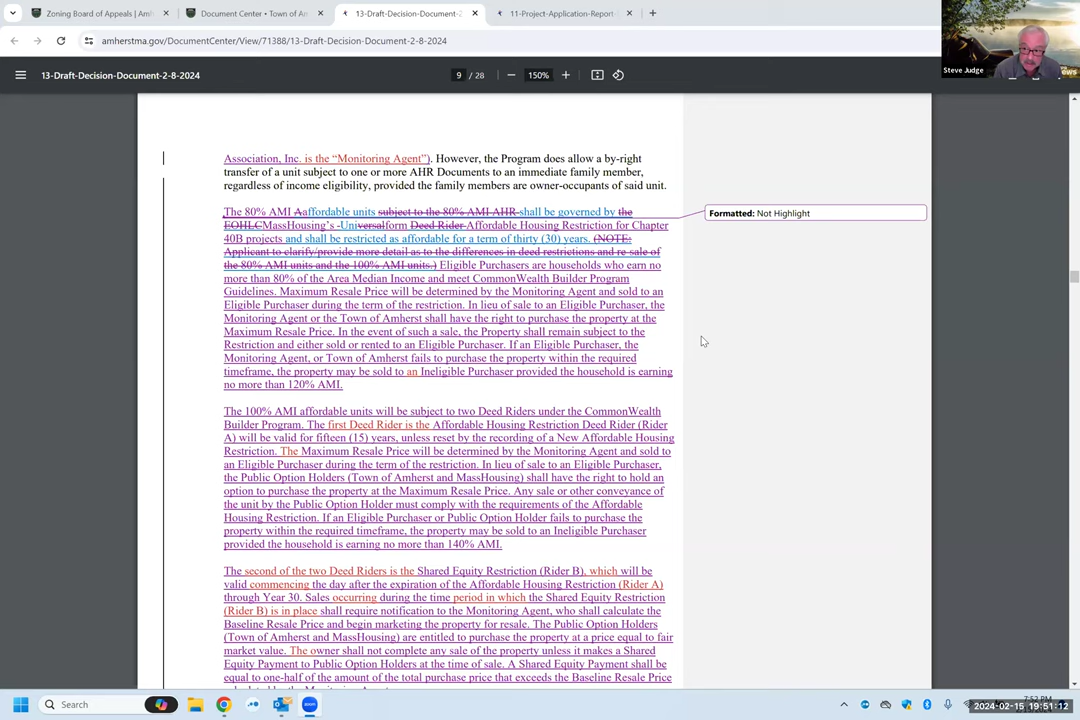 Zoning Board of Appeals | Amh
Document Center • Town of Am
13-Draft-Decision-Document-2-
11-Project-Application-Report-
amherstma.gov/DocumentCenter/View/71388/13-Draft-Decision-Document-2-8-2024
13-Draft-Decision-Document-2-8-2024
9 / 28
150%
Steve Judge
Association, Inc. is the “Monitoring Agent”). However, the Program does allow a by-right
transfer of a unit subject to one or more AHR Documents to an immediate family member,
regardless of income eligibility, provided the family members are owner-occupants of said unit.
The 80% AMI Aaffordable units subject to the 80% AMI AHR shall be governed by the
EOHLCMassHousing’s -Universalform Deed Rider Affordable Housing Restriction for Chapter
40B projects and shall be restricted as affordable for a term of thirty (30) years. (NOTE:
Applicant to clarify/provide more detail as to the differences in deed restrictions and re-sale of
the 80% AMI units and the 100% AMI units.) Eligible Purchasers are households who earn no
more than 80% of the Area Median Income and meet CommonWealth Builder Program
Guidelines. Maximum Resale Price will be determined by the Monitoring Agent and sold to an
Eligible Purchaser during the term of the restriction. In lieu of sale to an Eligible Purchaser, the
Monitoring Agent or the Town of Amherst shall have the right to purchase the property at the
Maximum Resale Price. In the event of such a sale, the Property shall remain subject to the
Restriction and either sold or rented to an Eligible Purchaser. If an Eligible Purchaser, the
Monitoring Agent, or Town of Amherst fails to purchase the property within the required
timeframe, the property may be sold to an Ineligible Purchaser provided the household is earning
no more than 120% AMI.
Formatted: Not Highlight
The 100% AMI affordable units will be subject to two Deed Riders under the CommonWealth
Builder Program. The first Deed Rider is the Affordable Housing Restriction Deed Rider (Rider
A) will be valid for fifteen (15) years, unless reset by the recording of a New Affordable Housing
Restriction. The Maximum Resale Price will be determined by the Monitoring Agent and sold to
an Eligible Purchaser during the term of the restriction. In lieu of sale to an Eligible Purchaser,
the Public Option Holders (Town of Amherst and MassHousing) shall have the right to hold an
option to purchase the property at the Maximum Resale Price. Any sale or other conveyance of
the unit by the Public Option Holder must comply with the requirements of the Affordable
Housing Restriction. If an Eligible Purchaser or Public Option Holder fails to purchase the
property within the required timeframe, the property may be sold to an Ineligible Purchaser
provided the household is earning no more than 140% AMI.
The second of the two Deed Riders is the Shared Equity Restriction (Rider B), which will be
valid commencing the day after the expiration of the Affordable Housing Restriction (Rider A)
through Year 30. Sales occurring during the time period in which the Shared Equity Restriction
(Rider B) is in place shall require notification to the Monitoring Agent, who shall calculate the
Baseline Resale Price and begin marketing the property for resale. The Public Option Holders
(Town of Amherst and MassHousing) are entitled to purchase the property at a price equal to fair
market value. The owner shall not complete any sale of the property unless it makes a Shared
Equity Payment to Public Option Holders at the time of sale. A Shared Equity Payment shall be
equal to one-half of the amount of the total purchase price that exceeds the Baseline Resale Price
Search
2024-02-15 19:51:12